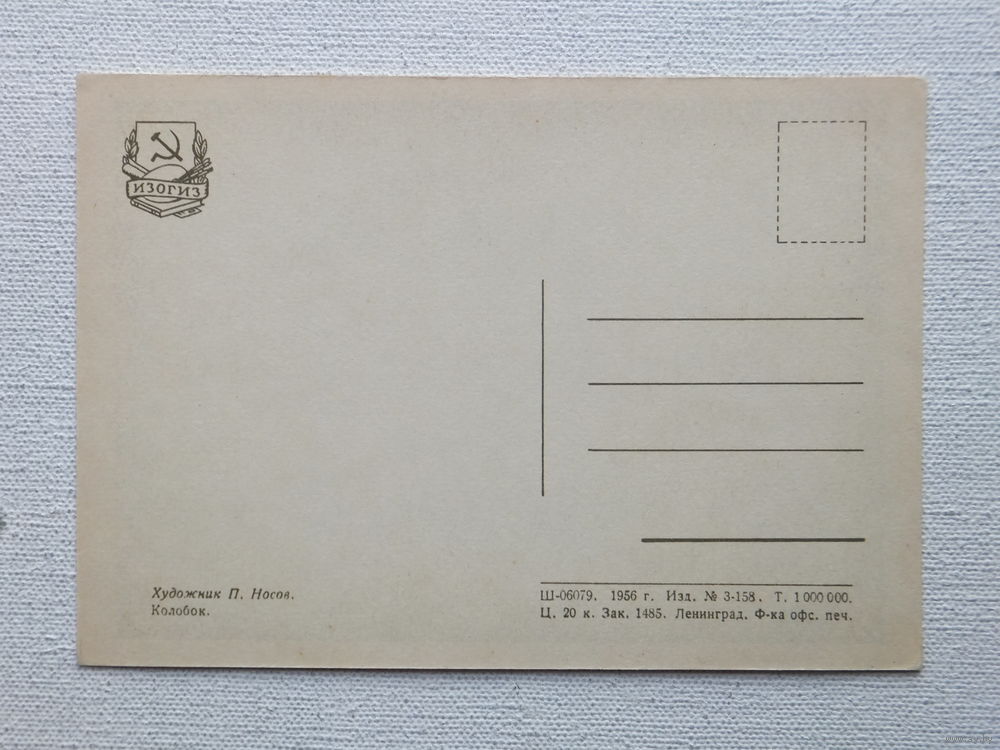 ИЗОГИЗ
Художник П. Носов.
Колобок.
Ш-06079. 1956 г. Изд. № 3-158. Т. 1 000 000.
Ц. 20 к. Зак. 1485. Ленинград. Ф-ка офс. печ.